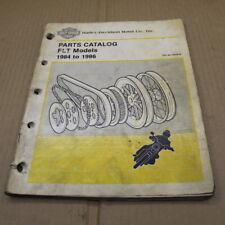 Harley-Davidson Motor Co., Inc.
PARTS CATALOG
FLT Models
1984 to 1986